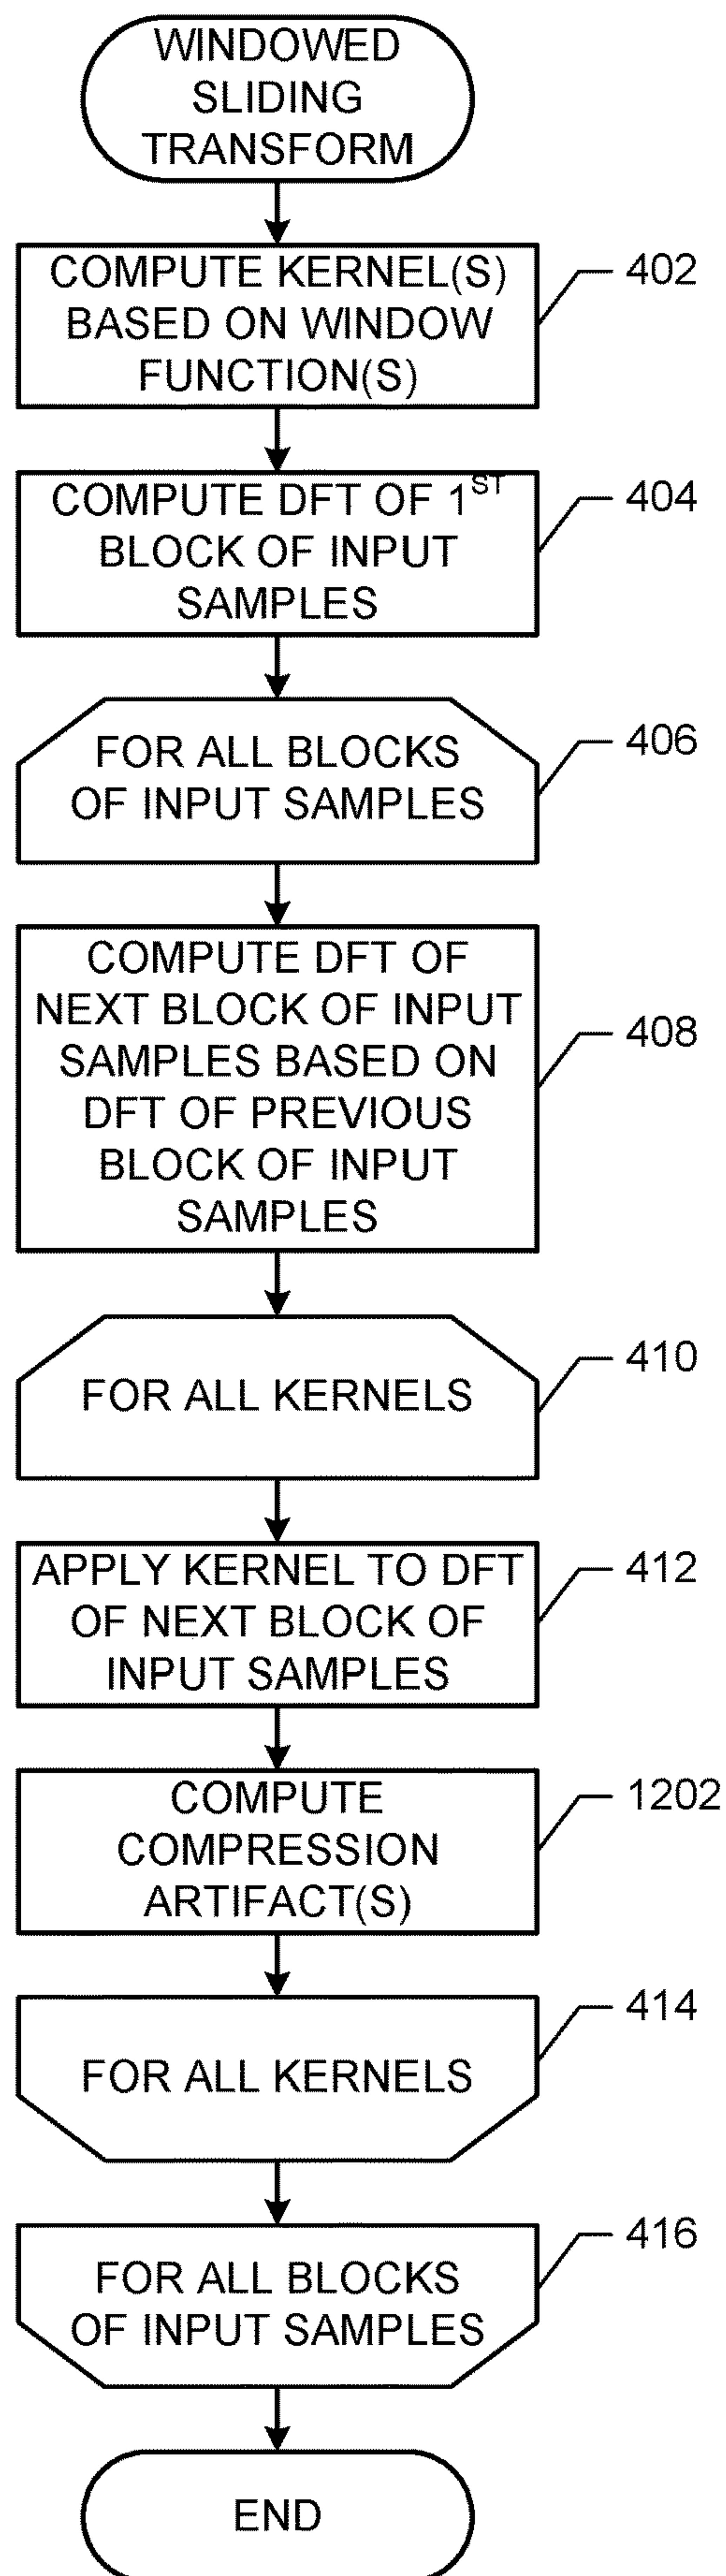 WINDOWED
SLIDING
TRANSFORM
COMPUTE KERNEL(S)
BASED ON WINDOW
FUNCTION(S)
402
COMPUTE DFT OF 1ST
BLOCK OF INPUT
SAMPLES
404
FOR ALL BLOCKS
OF INPUT SAMPLES
406
COMPUTE DFT OF
NEXT BLOCK OF INPUT
SAMPLES BASED ON
DFT OF PREVIOUS
BLOCK OF INPUT
SAMPLES
408
FOR ALL KERNELS
410
APPLY KERNEL TO DFT
OF NEXT BLOCK OF
INPUT SAMPLES
412
COMPUTE
COMPRESSION
ARTIFACT(S)
1202
FOR ALL KERNELS
414
FOR ALL BLOCKS
OF INPUT SAMPLES
416
END